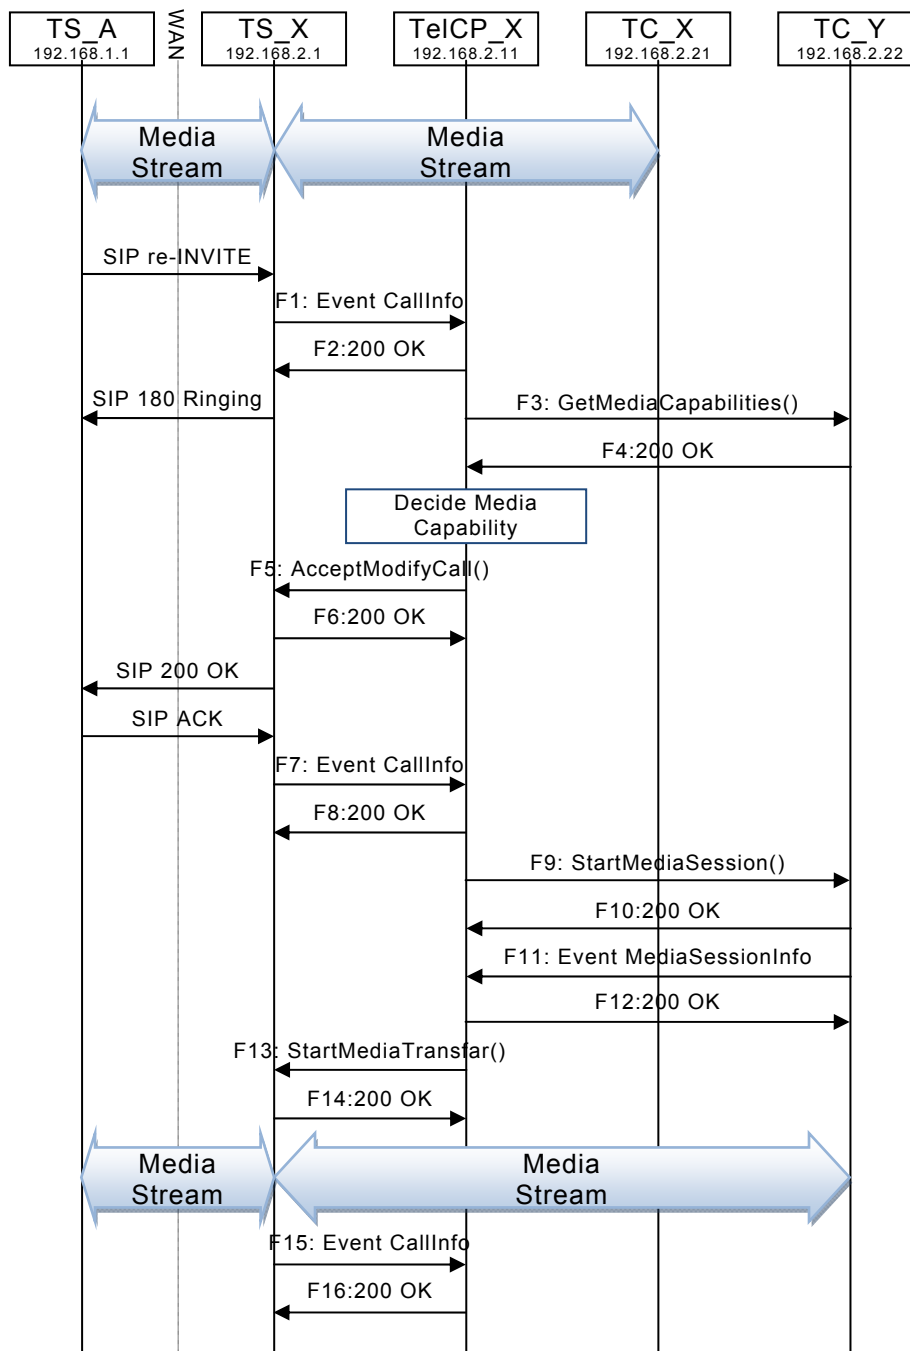 TS_A
192.168.1.1
WAN
TS_X
192.168.2.1
TelCP_X
192.168.2.11
TC_X
192.168.2.21
TC_Y
192.168.2.22
Media
Stream
Media
Stream
SIP re-INVITE
F1: Event CallInfo
F2:200 OK
SIP 180 Ringing
F3: GetMediaCapabilities()
F4:200 OK
Decide Media
Capability
F5: AcceptModifyCall()
F6:200 OK
SIP 200 OK
SIP ACK
F7: Event CallInfo
F8:200 OK
F9: StartMediaSession()
F10:200 OK
F11: Event MediaSessionInfo
F12:200 OK
F13: StartMediaTransfar()
F14:200 OK
Media
Stream
Media
Stream
F15: Event CallInfo
F16:200 OK